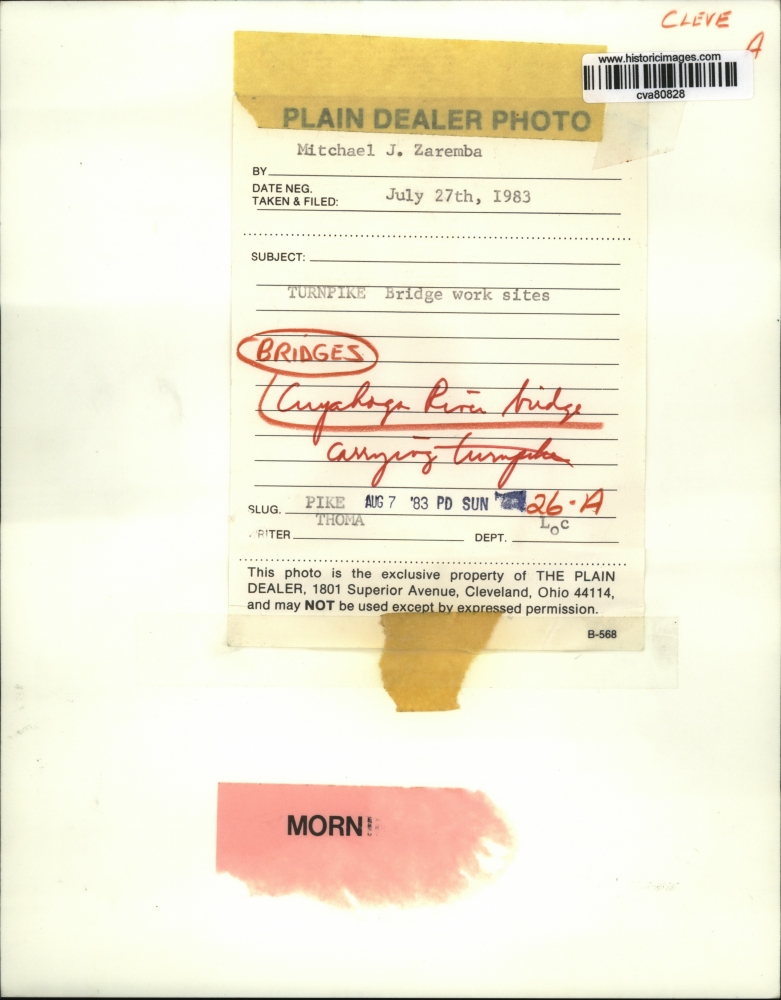 CLEVE
A
www.historicimages.com
cva80828
PLAIN DEALER PHOTO
Mitchael J. Zaremba
BY
DATE NEG.
TAKEN & FILED: July 27th, I983
SUBJECT:
TURNPIKE Bridge work sites
BRIDGES
Cuyahoga River bridge
carrying turnpike
SLUG. PIKE AUG 7 '83 PD SUN 26-A
THOMA LOC
RITER DEPT.
This photo is the exclusive property of THE PLAIN
DEALER, 1801 Superior Avenue, Cleveland, Ohio 44114,
and may NOT be used except by expressed permission.
B-568
MORN